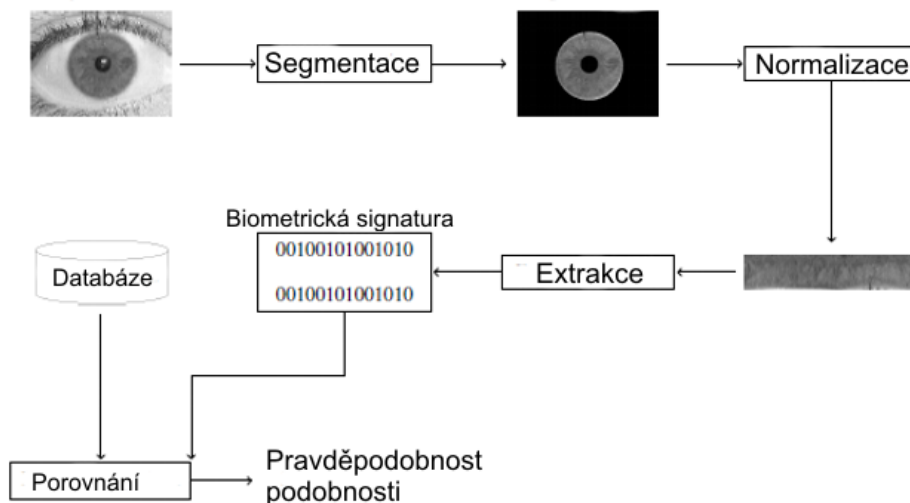 Segmentace
Normalizace
Biometrická signatura
00100101001010
00100101001010
Extrakce
Databáze
Porovnání
Pravděpodobnost
podobnosti